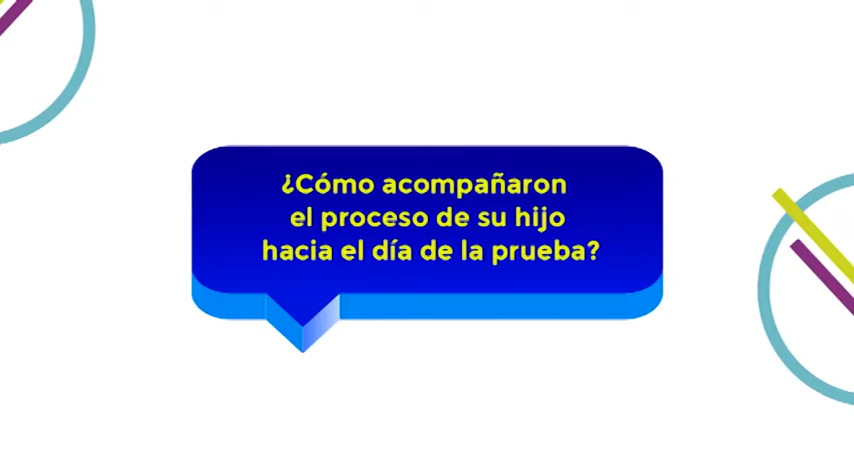 ¿Cómo acompañaron
el proceso de su hijo
hacia el día de la prueba?